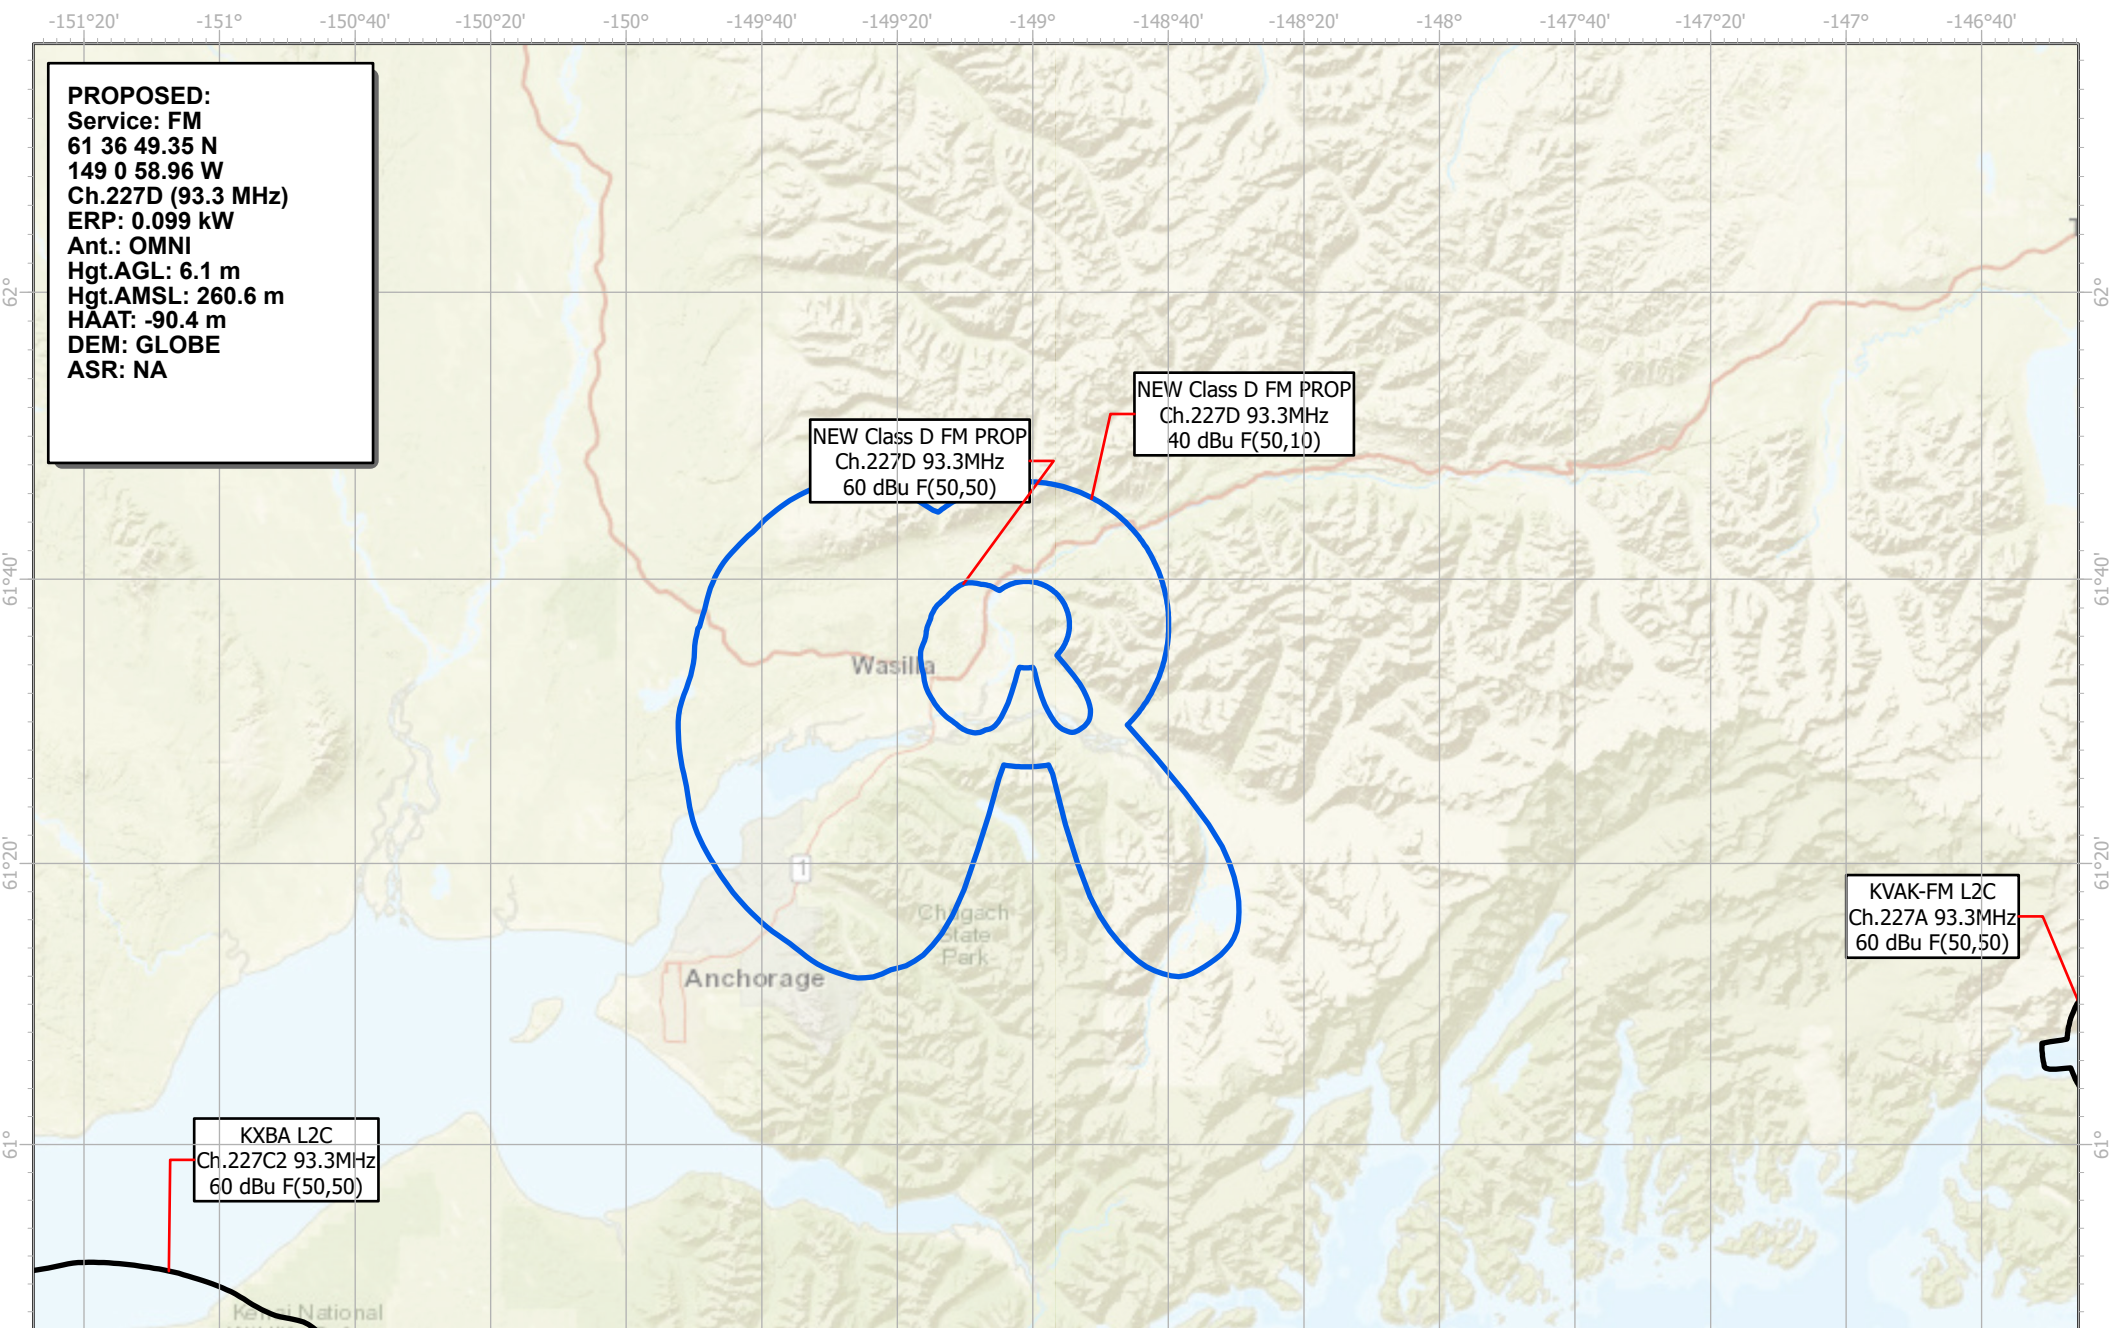 -151°20' -151° -150°40' -150°20' -150° -149°40' -149°20' -149° -148°40' -148°20' -148° -147°40' -147°20' -147° -146°40'
PROPOSED:
Service: FM
61 36 49.35 N
149 0 58.96 W
Ch.227D (93.3 MHz)
ERP: 0.099 kW
Ant.: OMNI
Hgt.AGL: 6.1 m
Hgt.AMSL: 260.6 m
HAAT: -90.4 m
DEM: GLOBE
ASR: NA
62° 62°
NEW Class D FM PROP
Ch.227D 93.3MHz
40 dBu F(50,10)
NEW Class D FM PROP
Ch.227D 93.3MHz
60 dBu F(50,50)
61°40' 61°40'
Wasilla
61°20' 61°20'
1
KVAK-FM L2C
Ch.227A 93.3MHz
60 dBu F(50,50)
Chugach
State
Park
Anchorage
61° 61°
KXBA L2C
Ch.227C2 93.3MHz
60 dBu F(50,50)
Kenai National